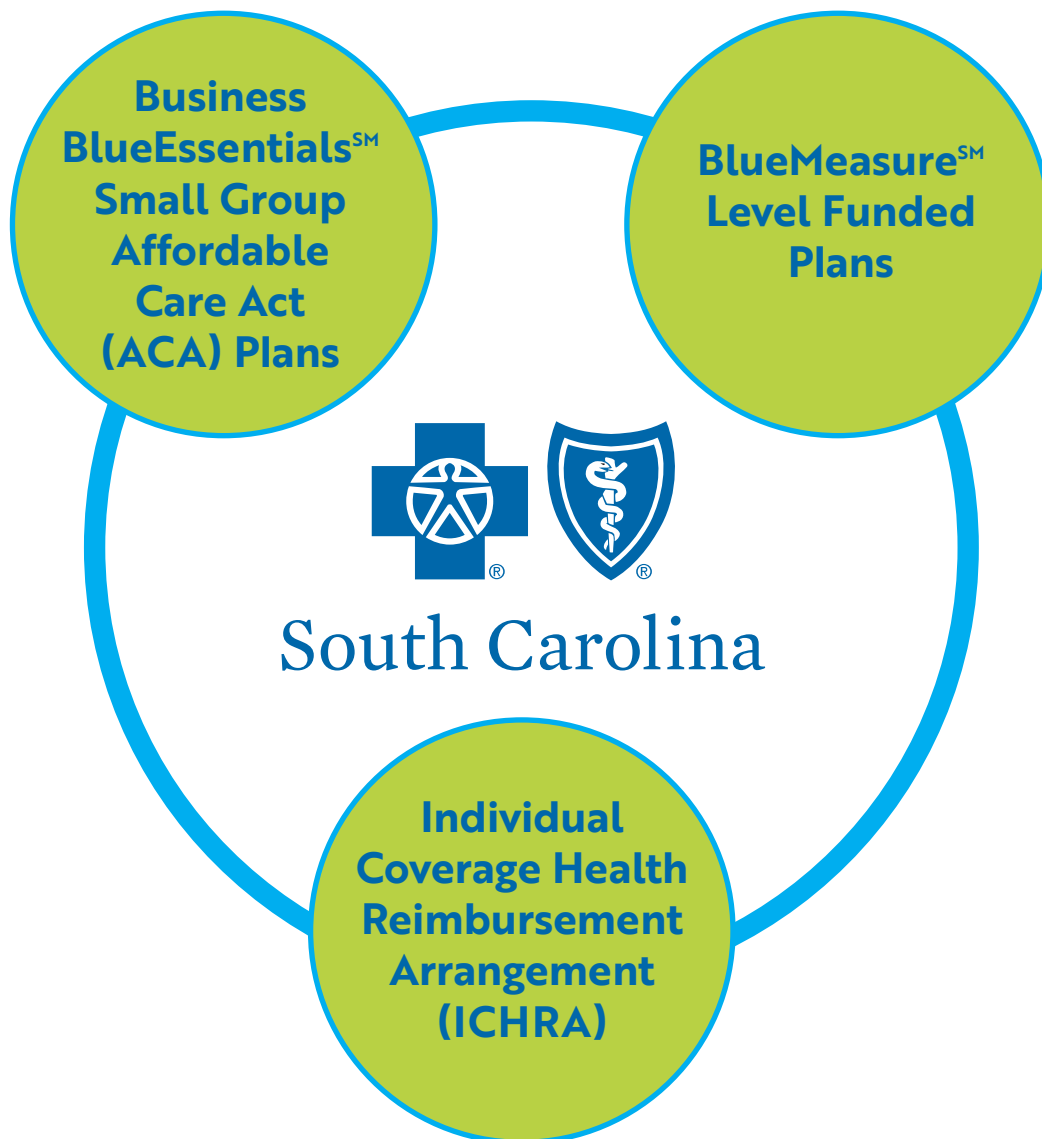 Business
BlueEssentials℠
Small Group
Affordable
Care Act
(ACA) Plans
BlueMeasure℠
Level Funded
Plans
® ®
South Carolina
Individual
Coverage Health
Reimbursement
Arrangement
(ICHRA)